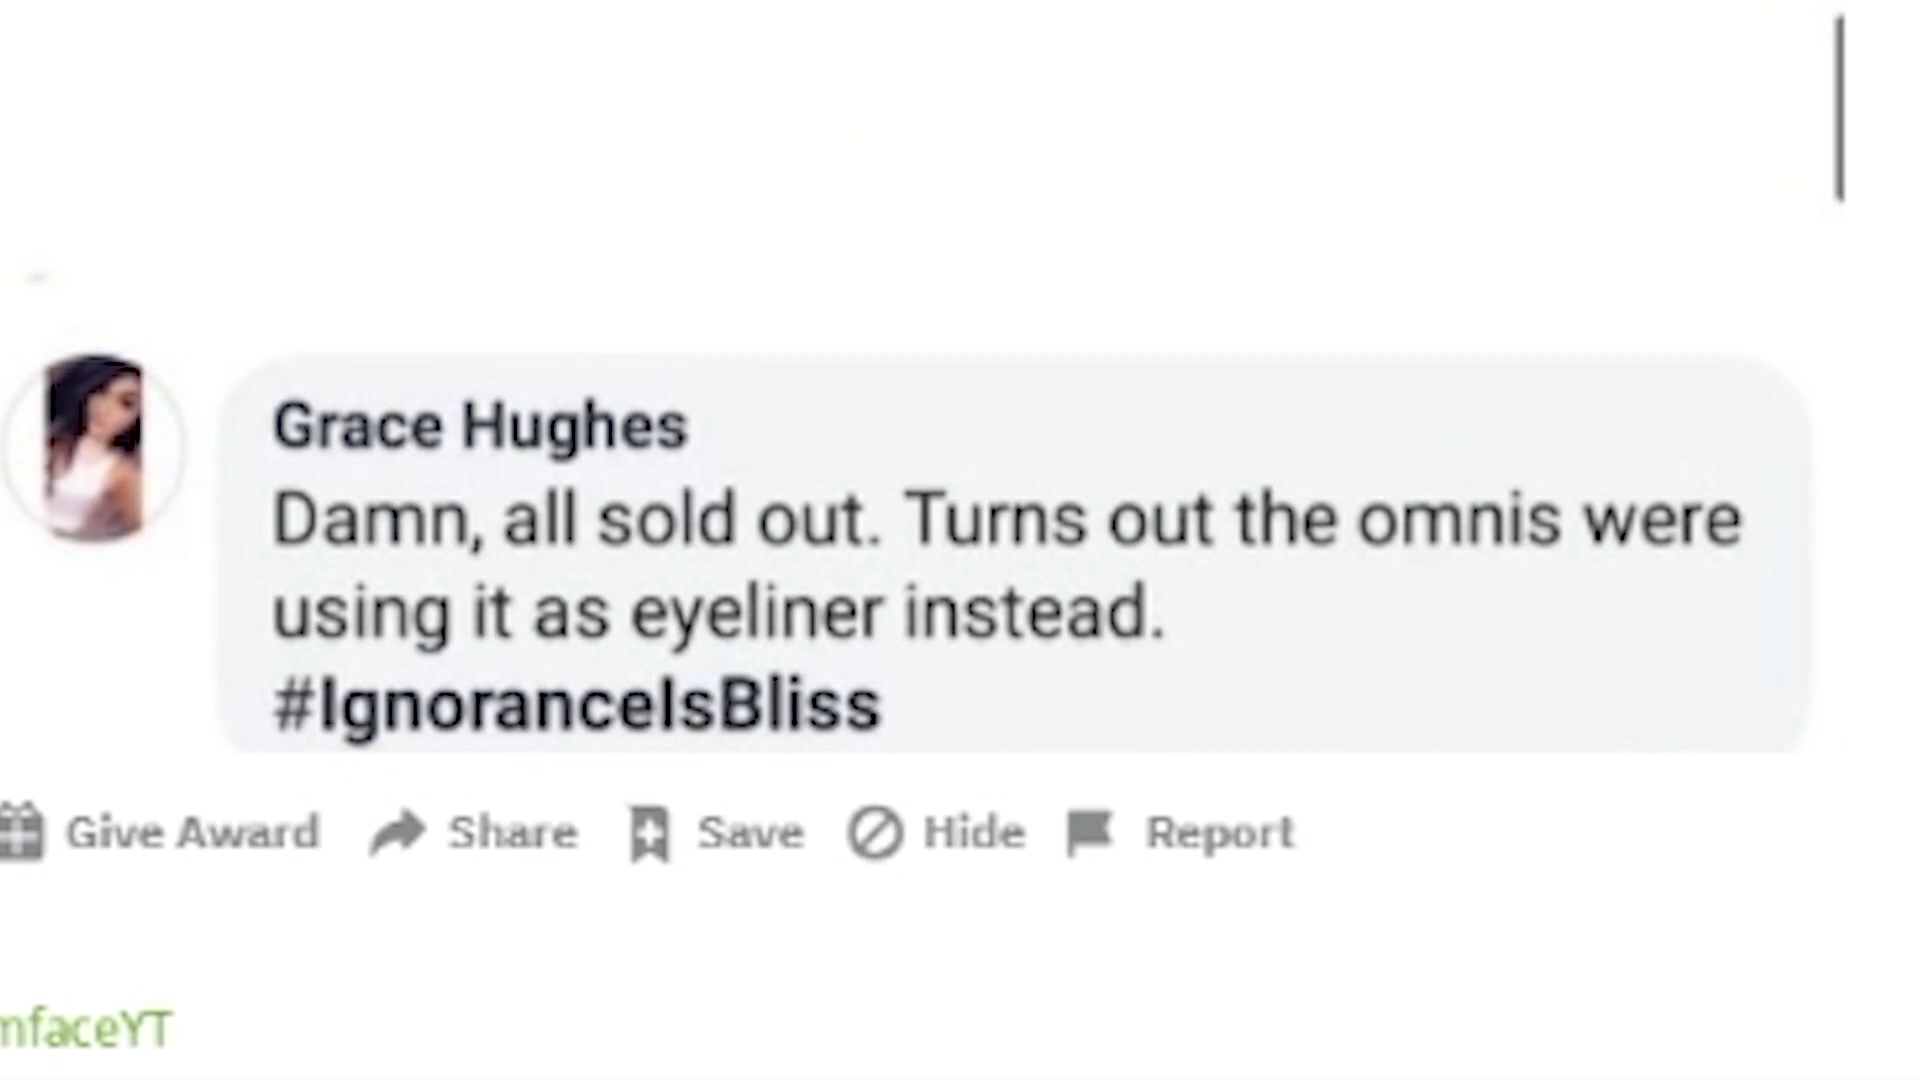 Grace Hughes
Damn, all sold out. Turns out the omnis were
using it as eyeliner instead.
#IgnoranceIsBliss
Give Award Share Save Hide Report
mfaceYT